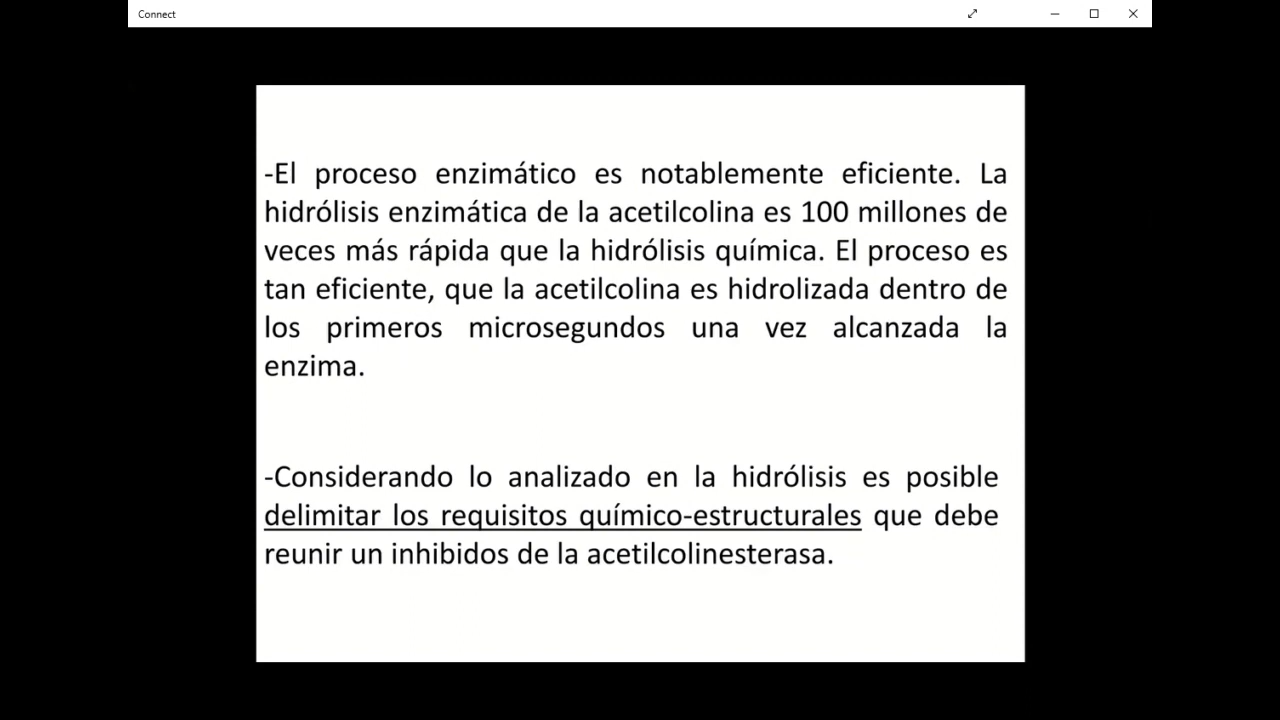 Connect
-El proceso enzimático es notablemente eficiente. La
hidrólisis enzimática de la acetilcolina es 100 millones de
veces más rápida que la hidrólisis química. El proceso es
tan eficiente, que la acetilcolina es hidrolizada dentro de
los primeros microsegundos una vez alcanzada la
enzima.
-Considerando lo analizado en la hidrólisis es posible
delimitar los requisitos químico-estructurales que debe
reunir un inhibidos de la acetilcolinesterasa.